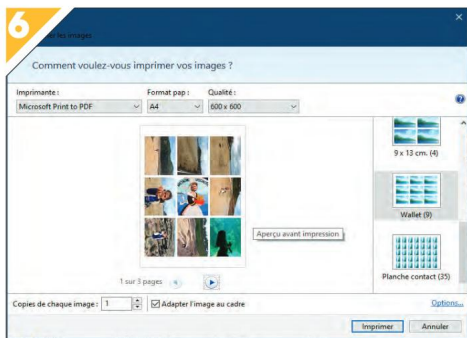 6
les images
Comment voulez-vous imprimer vos images ?
Imprimante : Format pap : Qualité :
Microsoft Print to PDF A4 600 x 600
9 x 13 cm. (4)
Wallet (9)
Aperçu avant impression
Planche contact (35)
1 sur 3 pages
Copies de chaque image : 1 Adapter l'image au cadre Options...
Imprimer Annuler